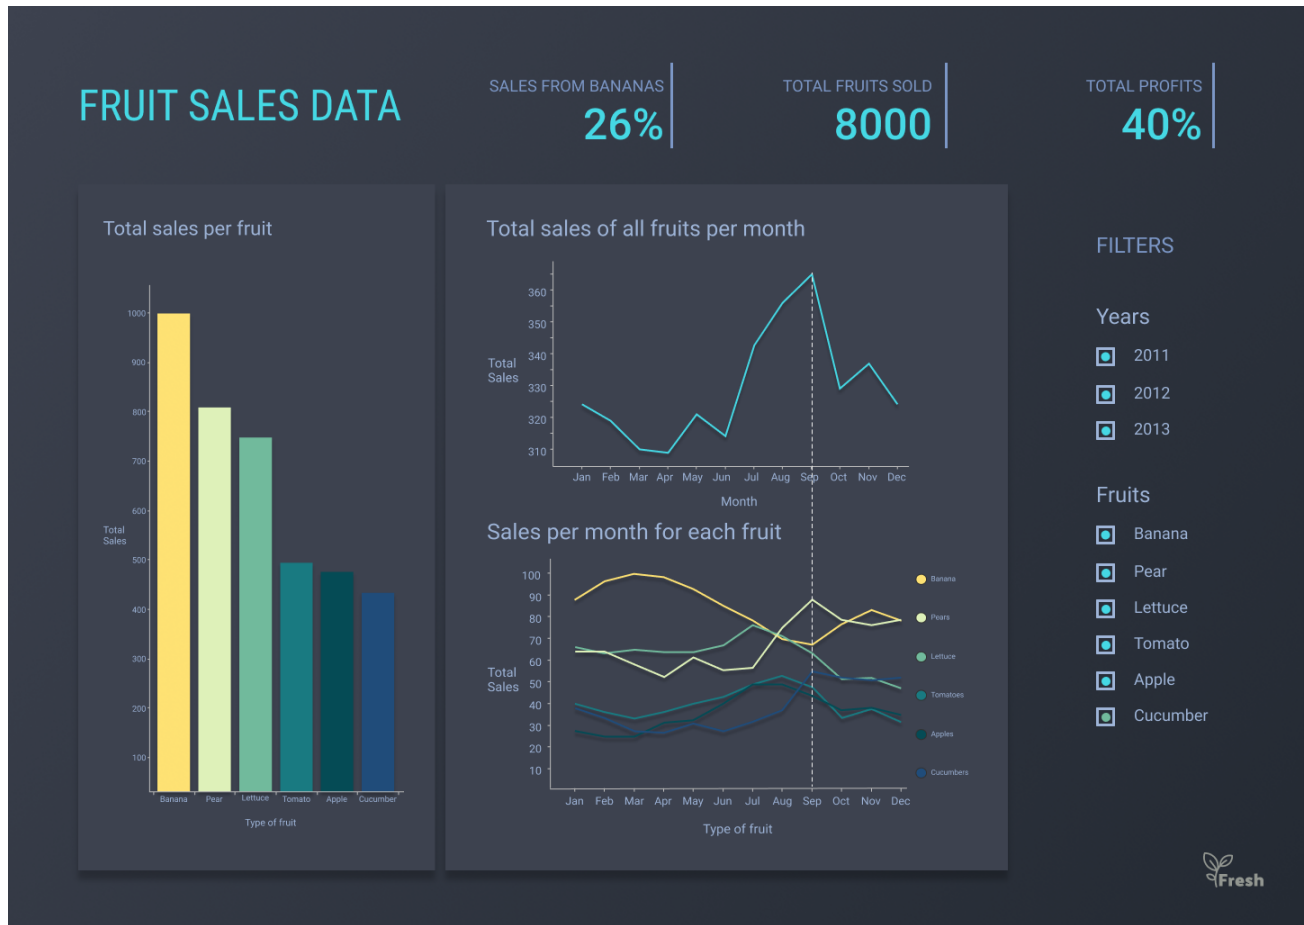 FRUIT SALES DATA
SALES FROM BANANAS
26%
TOTAL FRUITS SOLD
8000
TOTAL PROFITS
40%
Total sales per fruit
1000
900
800
700
600
Total
Sales
500
400
300
200
100
Banana Pear Lettuce Tomato Apple Cucumber
Type of fruit
Total sales of all fruits per month
360
350
340
Total
Sales
330
320
310
Jan Feb Mar Apr May Jun Jul Aug Sep Oct Nov Dec
Month
Sales per month for each fruit
100
90
80
70
60
Total
Sales
50
40
30
20
10
Jan Feb Mar Apr May Jun Jul Aug Sep Oct Nov Dec
Type of fruit
Banana
Pears
Lettuce
Tomatoes
Apples
Cucumbers
FILTERS
Years
2011
2012
2013
Fruits
Banana
Pear
Lettuce
Tomato
Apple
Cucumber
Fresh